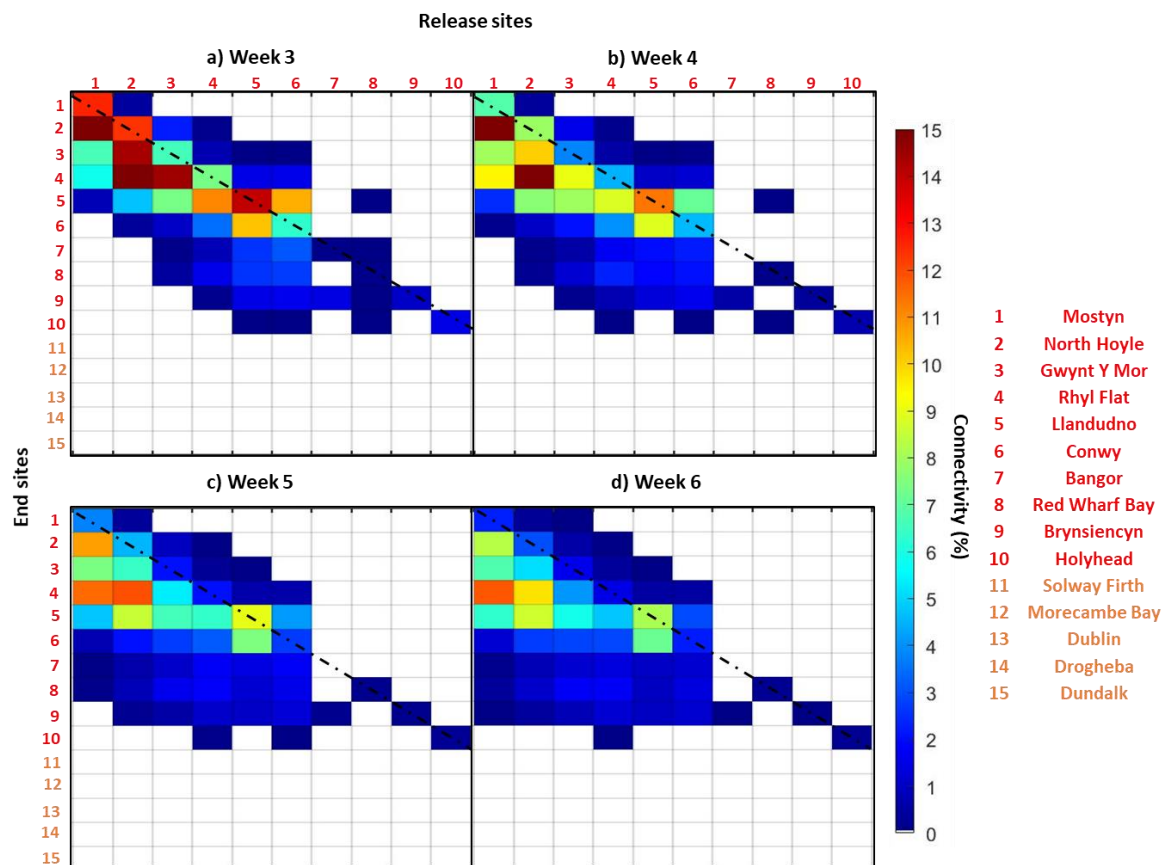 Release sites
a) Week 3
b) Week 4
1 2 3 4 5 6 7 8 9 10
1 2 3 4 5 6 7 8 9 10
1
2
3
4
5
6
7
8
9
10
11
12
13
14
15
End sites
15
14
13
12
11
10
9
8
7
6
5
4
3
2
1
0
Connectivity (%)
c) Week 5
d) Week 6
1
2
3
4
5
6
7
8
9
10
11
12
13
14
15
1 Mostyn
2 North Hoyle
3 Gwynt Y Mor
4 Rhyl Flat
5 Llandudno
6 Conwy
7 Bangor
8 Red Wharf Bay
9 Brynsiencyn
10 Holyhead
11 Solway Firth
12 Morecambe Bay
13 Dublin
14 Drogheba
15 Dundalk